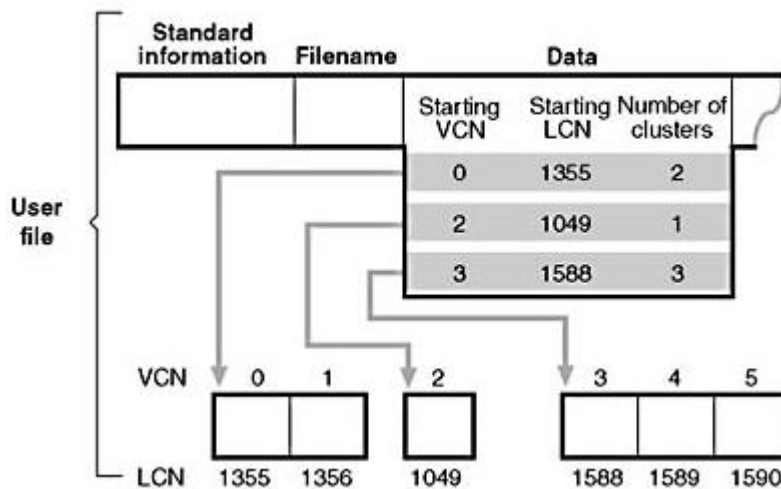 Standard information Filename Data
Starting VCN Starting LCN Number of clusters
0 1355 2
2 1049 1
3 1588 3
User file
VCN 0 1 2 3 4 5
LCN 1355 1356 1049 1588 1589 1590